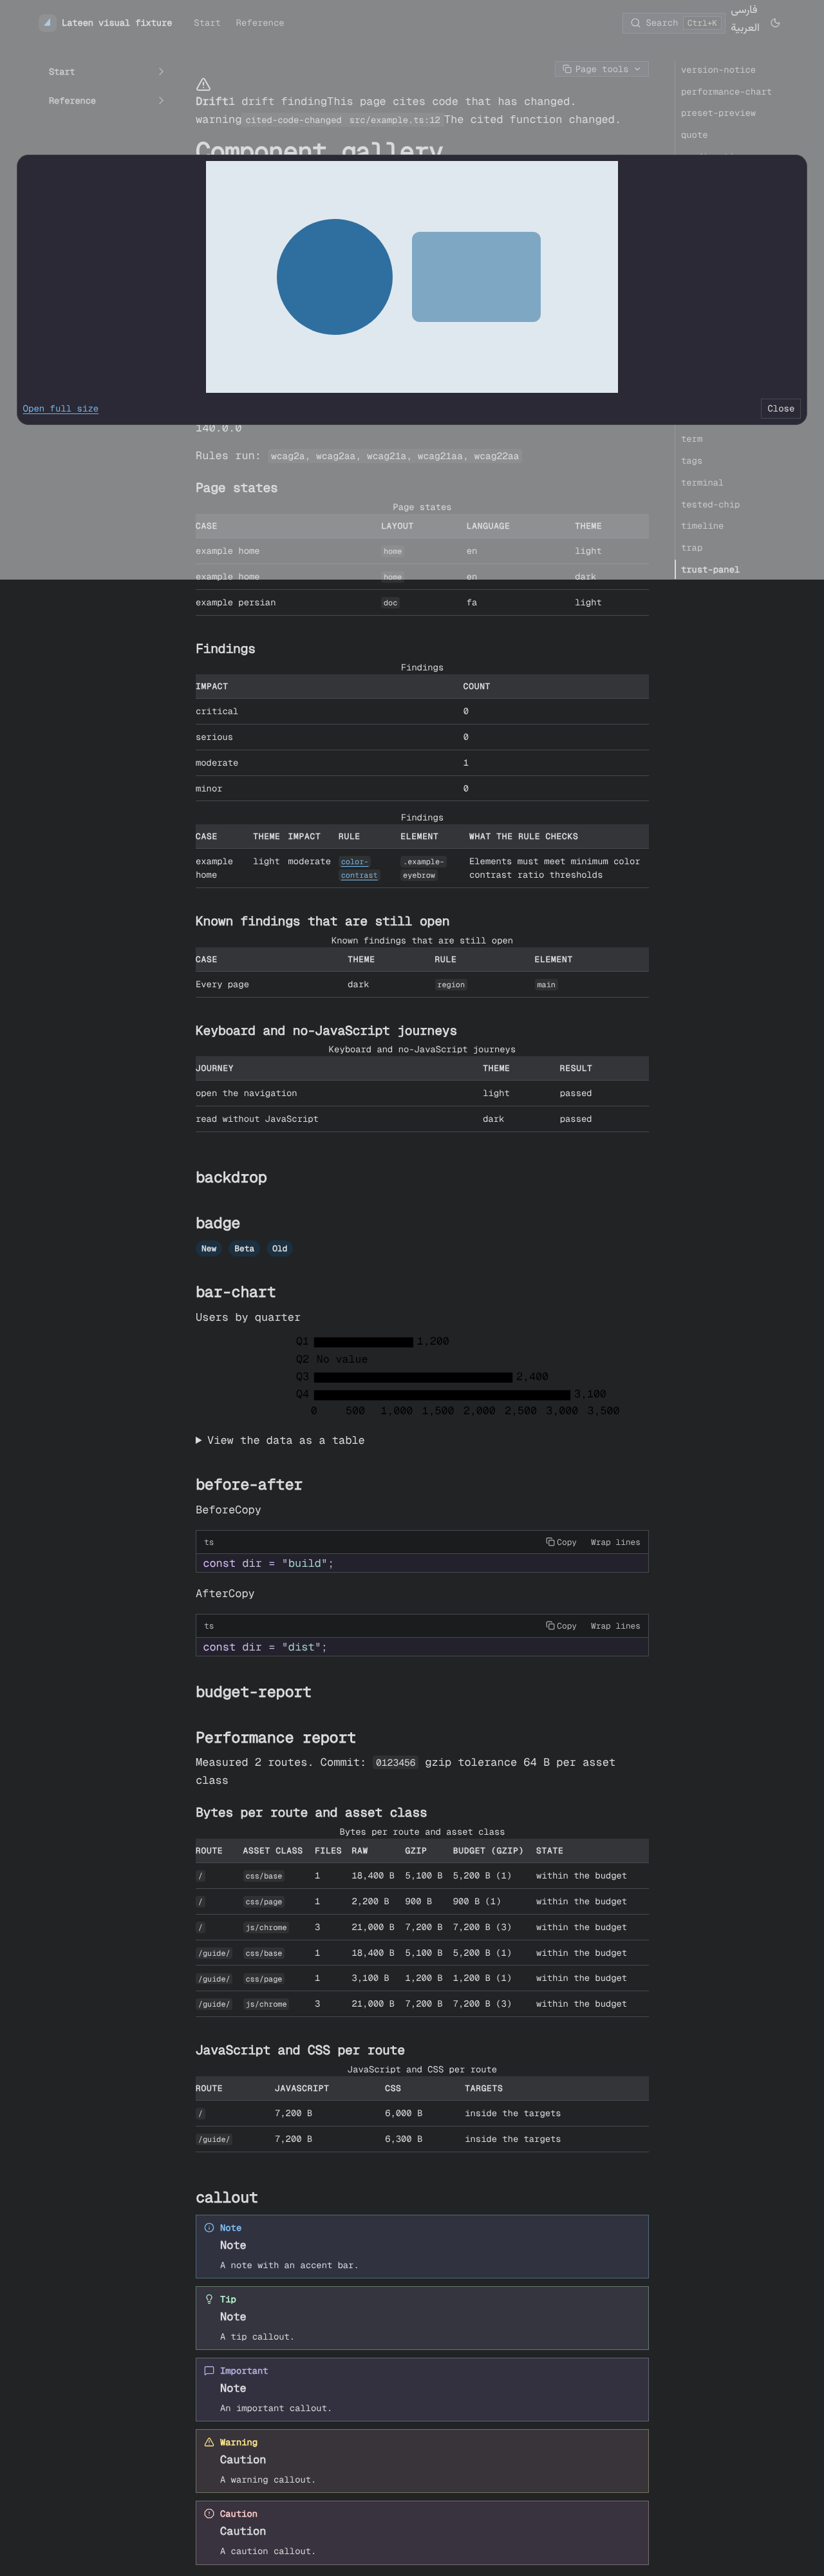 Lateen visual fixture
Start
Reference
Search
Ctrl+K
فارسی
العربية
Start
Reference
Page tools
Drift1 drift findingThis page cites code that has changed.
warning cited-code-changed src/example.ts:12 The cited function changed.
Component gallery
version-notice
performance-chart
preset-preview
quote
Open full size
Close
140.0.0
Rules run: wcag2a, wcag2aa, wcag21a, wcag21aa, wcag22aa
term
tags
terminal
tested-chip
timeline
trap
trust-panel
Page states
Page states
CASE LAYOUT LANGUAGE THEME
example home home en light
example home home en dark
example persian doc fa light
Findings
Findings
IMPACT COUNT
critical 0
serious 0
moderate 1
minor 0
Findings
CASE THEME IMPACT RULE ELEMENT WHAT THE RULE CHECKS
example light moderate color- .example- Elements must meet minimum color
home contrast eyebrow contrast ratio thresholds
Known findings that are still open
Known findings that are still open
CASE THEME RULE ELEMENT
Every page dark region main
Keyboard and no-JavaScript journeys
Keyboard and no-JavaScript journeys
JOURNEY THEME RESULT
open the navigation light passed
read without JavaScript dark passed
backdrop
badge
New Beta Old
bar-chart
Users by quarter
Q1 1,200
Q2 No value
Q3 2,400
Q4 3,100
0 500 1,000 1,500 2,000 2,500 3,000 3,500
View the data as a table
before-after
BeforeCopy
ts Copy Wrap lines
const dir = "build";
AfterCopy
ts Copy Wrap lines
const dir = "dist";
budget-report
Performance report
Measured 2 routes. Commit: 0123456 gzip tolerance 64 B per asset
class
Bytes per route and asset class
Bytes per route and asset class
ROUTE ASSET CLASS FILES RAW GZIP BUDGET (GZIP) STATE
/ css/base 1 18,400 B 5,100 B 5,200 B (1) within the budget
/ css/page 1 2,200 B 900 B 900 B (1) within the budget
/ js/chrome 3 21,000 B 7,200 B 7,200 B (3) within the budget
/guide/ css/base 1 18,400 B 5,100 B 5,200 B (1) within the budget
/guide/ css/page 1 3,100 B 1,200 B 1,200 B (1) within the budget
/guide/ js/chrome 3 21,000 B 7,200 B 7,200 B (3) within the budget
JavaScript and CSS per route
JavaScript and CSS per route
ROUTE JAVASCRIPT CSS TARGETS
/ 7,200 B 6,000 B inside the targets
/guide/ 7,200 B 6,300 B inside the targets
callout
Note
Note
A note with an accent bar.
Tip
Note
A tip callout.
Important
Note
An important callout.
Warning
Caution
A warning callout.
Caution
Caution
A caution callout.